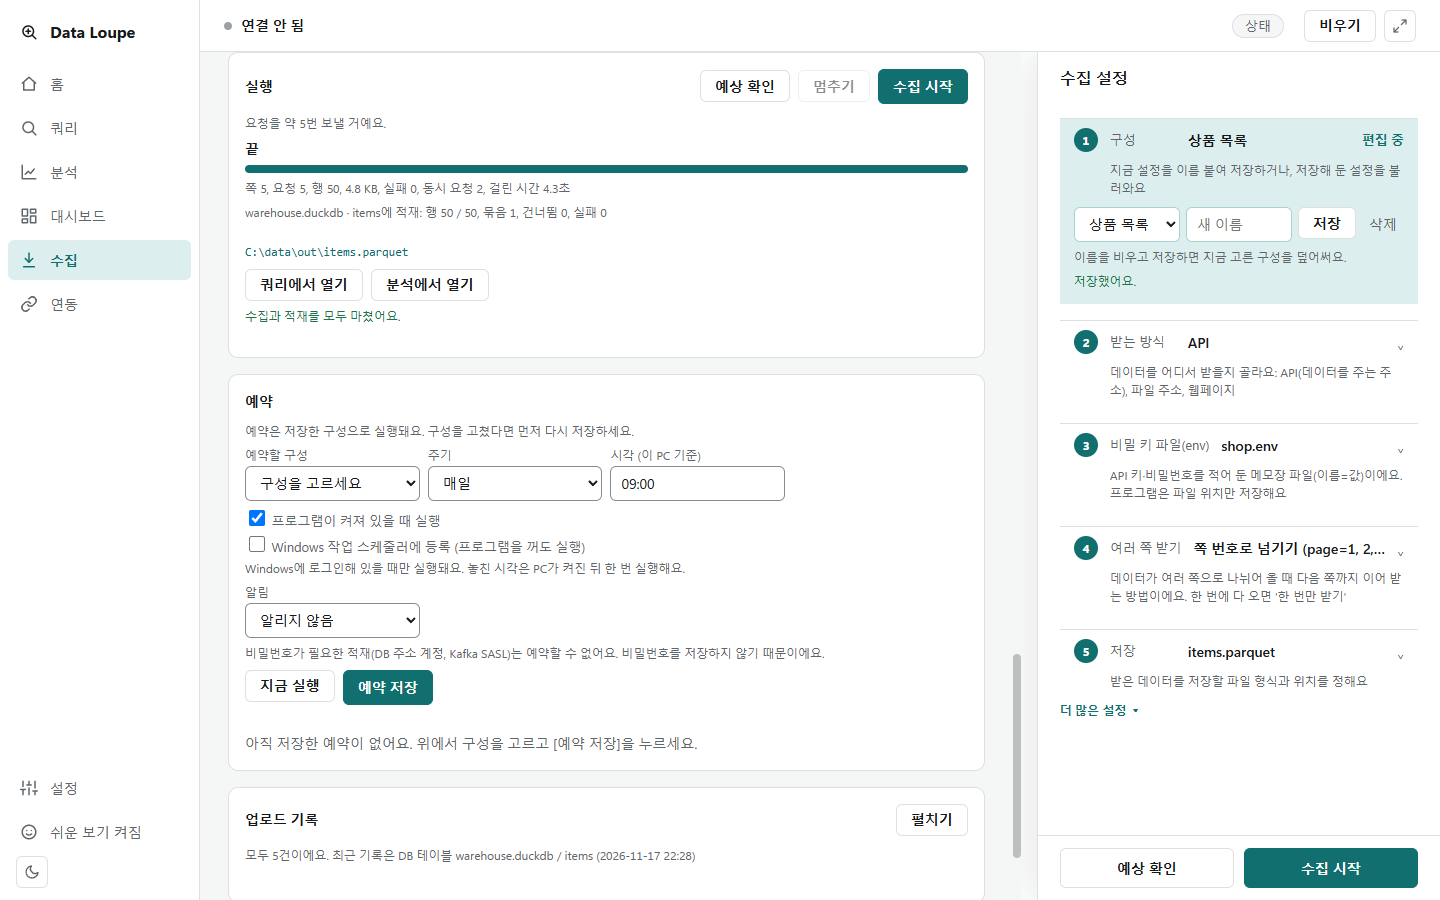 Data Loupe
홈
쿼리
분석
대시보드
수집
연동
설정
쉬운 보기 켜짐
연결 안 됨
상태
비우기
실행
예상 확인
멈추기
수집 시작
요청을 약 5번 보낼 거예요.
끝
쪽 5, 요청 5, 행 50, 4.8 KB, 실패 0, 동시 요청 2, 걸린 시간 4.3초
warehouse.duckdb · items에 적재: 행 50 / 50, 묶음 1, 건너뜀 0, 실패 0
C:\data\out\items.parquet
쿼리에서 열기
분석에서 열기
수집과 적재를 모두 마쳤어요.
예약
예약은 저장한 구성으로 실행돼요. 구성을 고쳤다면 먼저 다시 저장하세요.
예약할 구성
주기
시각 (이 PC 기준)
구성을 고르세요
매일
09:00
프로그램이 켜져 있을 때 실행
Windows 작업 스케줄러에 등록 (프로그램을 꺼도 실행)
Windows에 로그인해 있을 때만 실행돼요. 놓친 시각은 PC가 켜진 뒤 한 번 실행해요.
알림
알리지 않음
비밀번호가 필요한 적재(DB 주소 계정, Kafka SASL)는 예약할 수 없어요. 비밀번호를 저장하지 않기 때문이에요.
지금 실행
예약 저장
아직 저장한 예약이 없어요. 위에서 구성을 고르고 [예약 저장]을 누르세요.
업로드 기록
펼치기
모두 5건이에요. 최근 기록은 DB 테이블 warehouse.duckdb / items (2026-11-17 22:28)
수집 설정
1 구성 상품 목록 편집 중
지금 설정을 이름 붙여 저장하거나, 저장해 둔 설정을 불
러와요
상품 목록
새 이름
저장
삭제
이름을 비우고 저장하면 지금 고른 구성을 덮어써요.
저장했어요.
2 받는 방식 API
데이터를 어디서 받을지 골라요: API(데이터를 주는 주
소), 파일 주소, 웹페이지
3 비밀 키 파일(env) shop.env
API 키·비밀번호를 적어 둔 메모장 파일(이름=값)이에요.
프로그램은 파일 위치만 저장해요
4 여러 쪽 받기 쪽 번호로 넘기기 (page=1, 2,...
데이터가 여러 쪽으로 나뉘어 올 때 다음 쪽까지 이어 받
는 방법이에요. 한 번에 다 오면 '한 번만 받기'
5 저장 items.parquet
받은 데이터를 저장할 파일 형식과 위치를 정해요
더 많은 설정
예상 확인
수집 시작